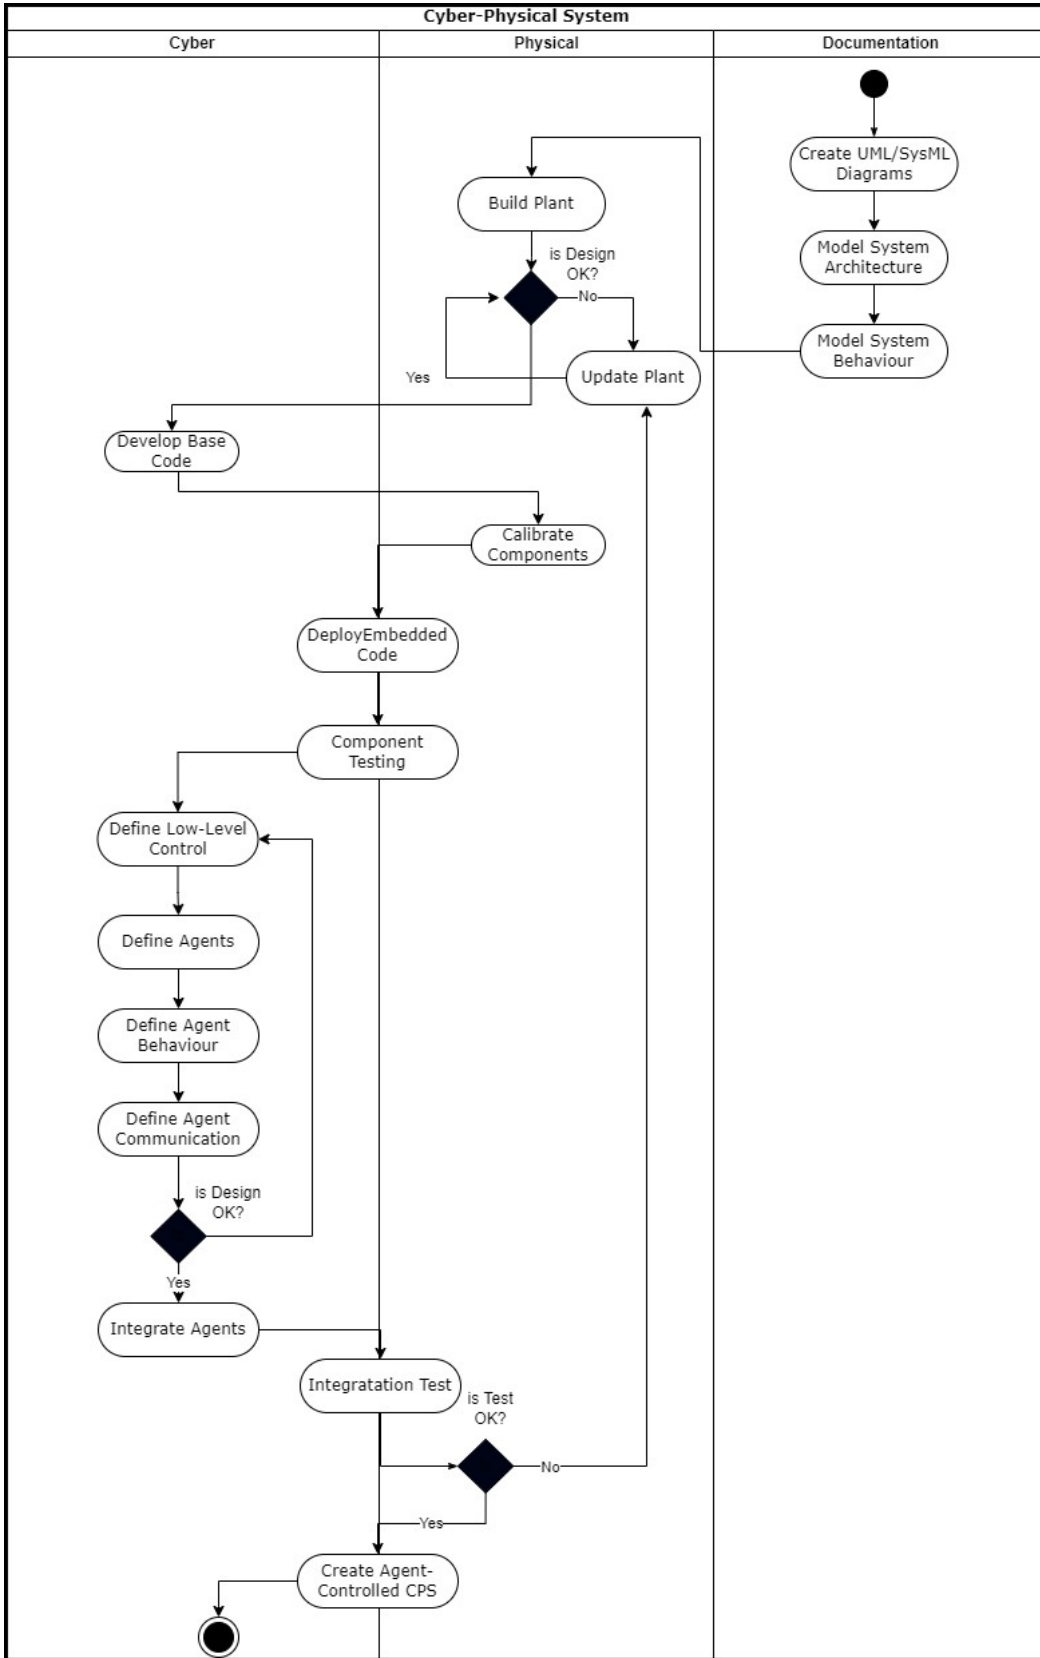 Cyber-Physical System
Cyber
Physical
Documentation
Create UML/SysML
Diagrams
Build Plant
Model System
Architecture
is Design
OK?
No
Model System
Behaviour
Update Plant
Yes
Develop Base
Code
Calibrate
Components
DeployEmbedded
Code
Component
Testing
Define Low-Level
Control
Define Agents
Define Agent
Behaviour
Define Agent
Communication
is Design
OK?
Yes
Integrate Agents
Integratation Test
is Test
OK?
No
Yes
Create Agent-
Controlled CPS